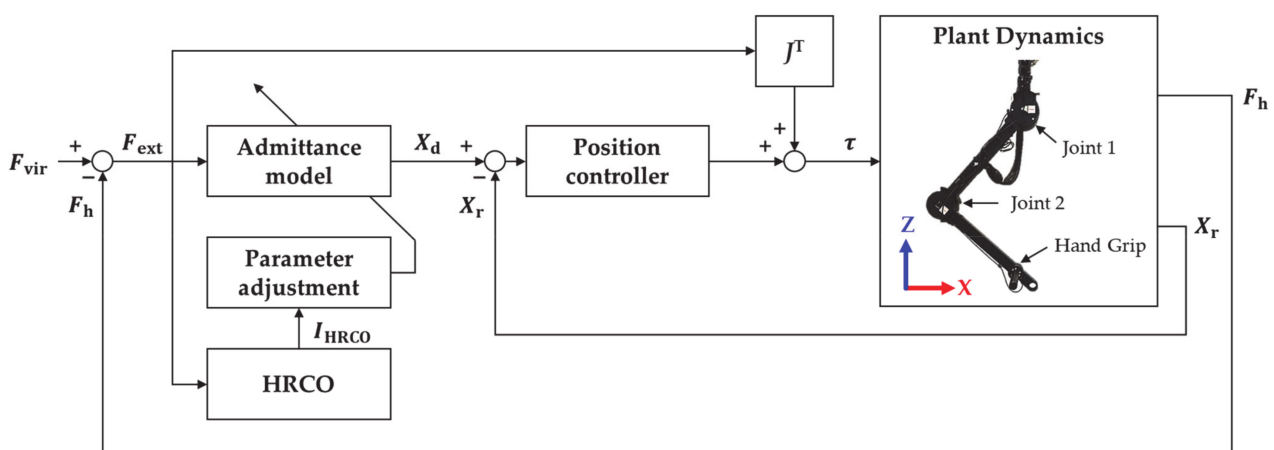 J^T
Plant Dynamics
Joint 1
Joint 2
Hand Grip
Z
X
F_h
X_r
F_vir
+
−
F_h
F_ext
Admittance
model
X_d
+
−
X_r
Position
controller
+
+
τ
Parameter
adjustment
I_HRCO
HRCO